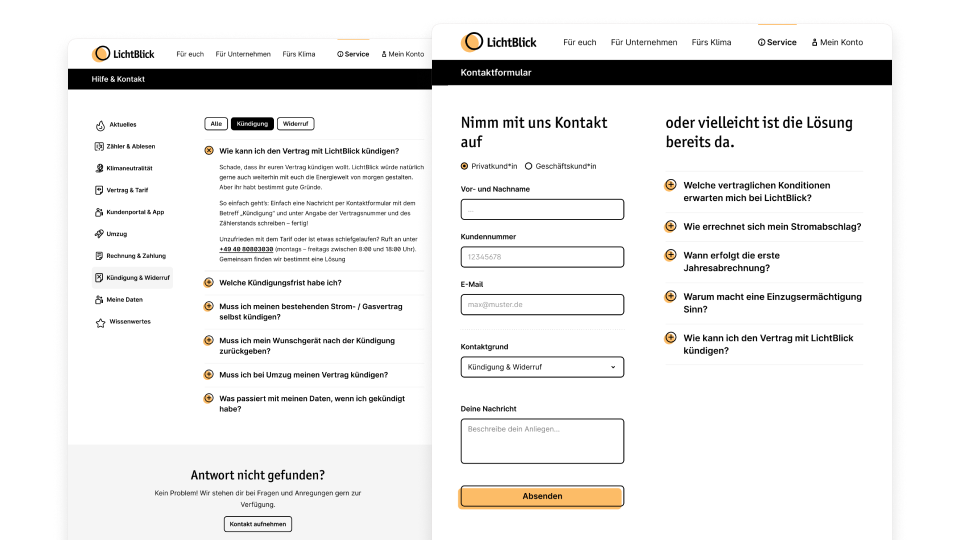 LichtBlick
Für euch
Für Unternehmen
Fürs Klima
Service
Mein Konto
Hilfe & Kontakt
Aktuelles
Zähler & Ablesen
Klimaneutralität
Vertrag & Tarif
Kundenportal & App
Umzug
Rechnung & Zahlung
Kündigung & Widerruf
Meine Daten
Wissenwertes
Alle
Kündigung
Widerruf
Wie kann ich den Vertrag mit LichtBlick kündigen?
Schade, dass ihr euren Vertrag kündigen wollt. LichtBlick würde natürlich
gerne auch weiterhin mit euch die Energiewelt von morgen gestalten.
Aber ihr habt bestimmt gute Gründe.
So einfach geht's: Einfach eine Nachricht per Kontaktformular mit dem
Betreff „Kündigung" und unter Angabe der Vertragsnummer und des
Zählerstands schreiben – fertig!
Unzufrieden mit dem Tarif oder ist etwas schiefgelaufen? Ruft an unter
+49 40 80803030 (montags – freitags zwischen 8:00 und 18:00 Uhr).
Gemeinsam finden wir bestimmt eine Lösung
Welche Kündigungsfrist habe ich?
Muss ich meinen bestehenden Strom- / Gasvertrag
selbst kündigen?
Muss ich mein Wunschgerät nach der Kündigung
zurückgeben?
Muss ich bei Umzug meinen Vertrag kündigen?
Was passiert mit meinen Daten, wenn ich gekündigt
habe?
Antwort nicht gefunden?
Kein Problem! Wir stehen dir bei Fragen und Anregungen gern zur
Verfügung.
Kontakt aufnehmen
LichtBlick
Für euch
Für Unternehmen
Fürs Klima
Service
Mein Konto
Kontaktformular
Nimm mit uns Kontakt
auf
Privatkund*in
Geschäftskund*in
Vor- und Nachname
...
Kundennummer
12345678
E-Mail
max@muster.de
Kontaktgrund
Kündigung & Widerruf
Deine Nachricht
Beschreibe dein Anliegen...
Absenden
oder vielleicht ist die Lösung
bereits da.
Welche vertraglichen Konditionen
erwarten mich bei LichtBlick?
Wie errechnet sich mein Stromabschlag?
Wann erfolgt die erste
Jahresabrechnung?
Warum macht eine Einzugsermächtigung
Sinn?
Wie kann ich den Vertrag mit LichtBlick
kündigen?